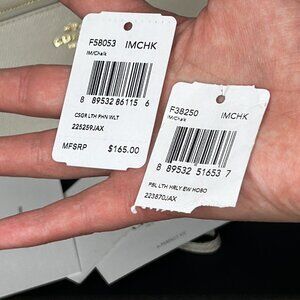 F58053 IMCHK
IM/Chalk
8 89532 86115 6
CSGR LTH PHN WLT
225259JAX
MFSRP $165.00
F38250 IMCHK
IM/Chalk
8 89532 51653 7
PBL LTH HRLY EW HOBO
223870JAX